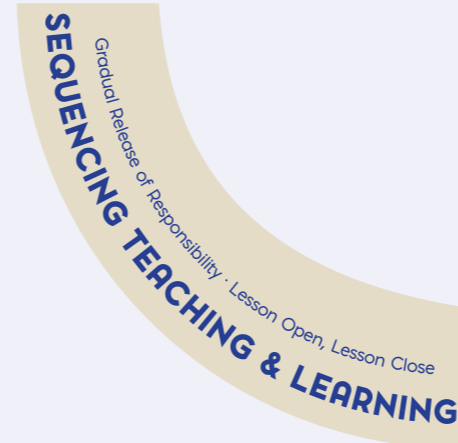 Gradual Release of Responsibility · Lesson Open, Lesson Close
SEQUENCING TEACHING & LEARNING